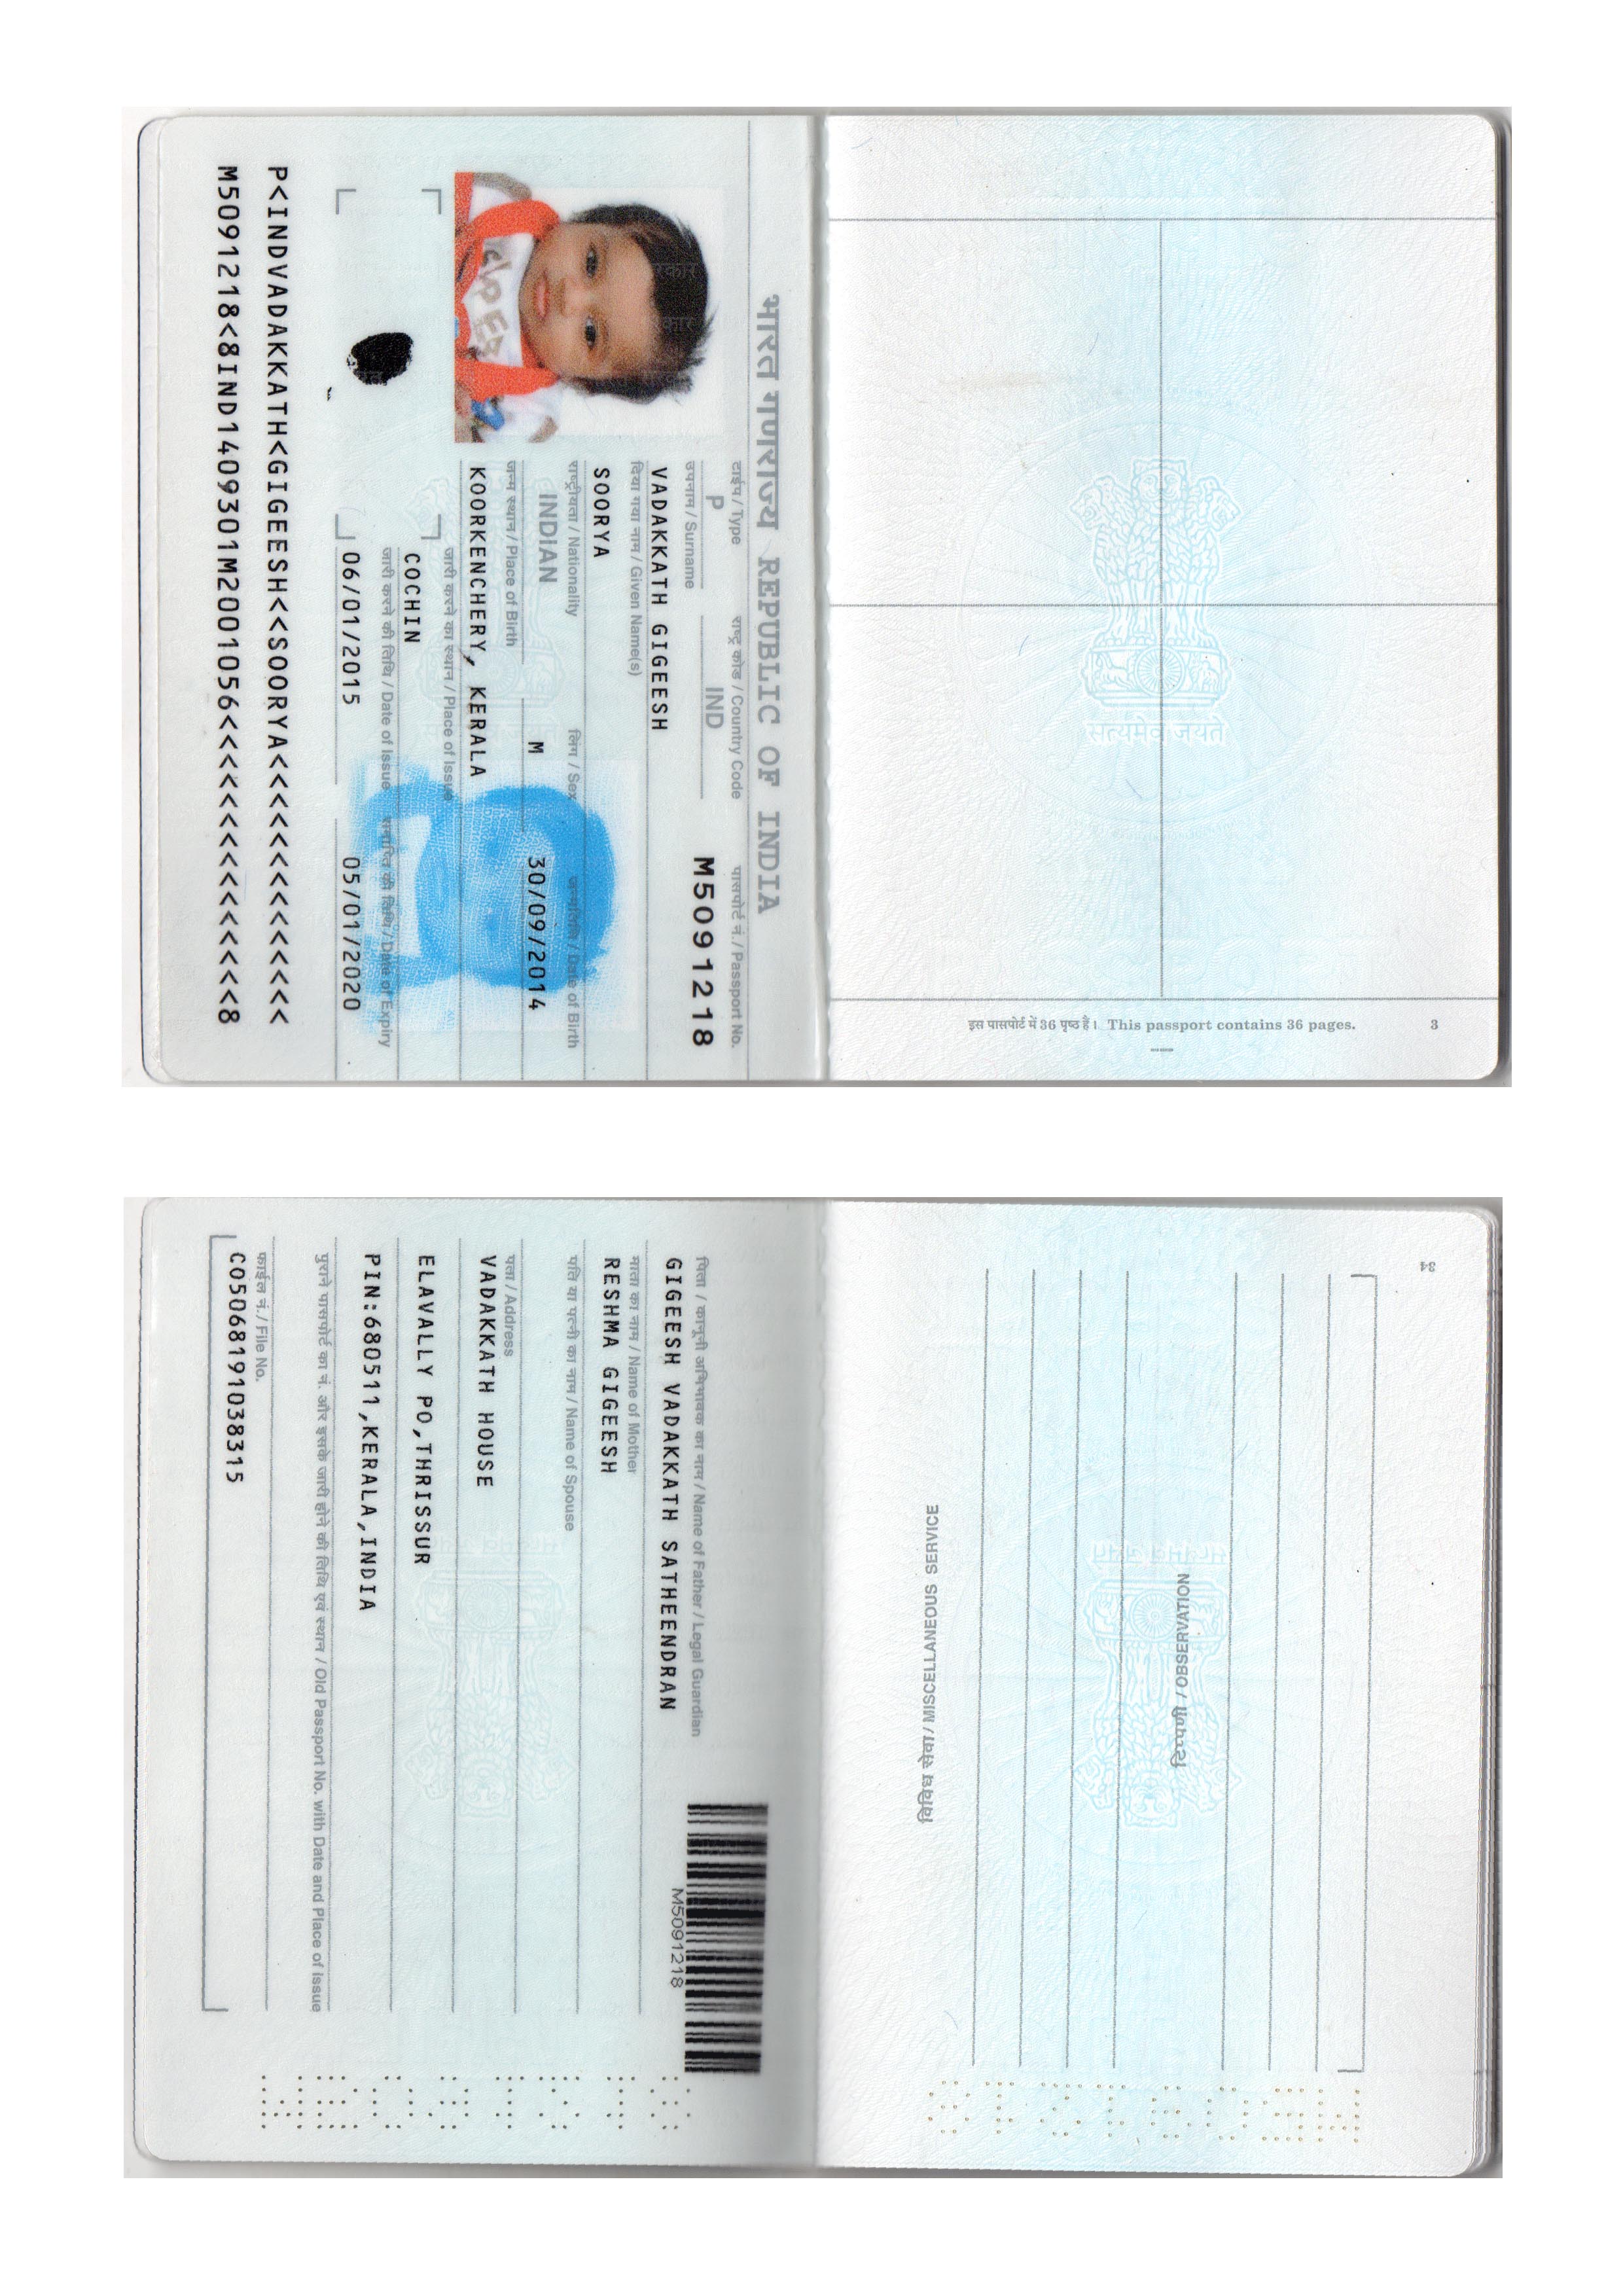 भारत गणराज्य REPUBLIC OF INDIA
टाईप / Type
राष्ट्र कोड / Country Code
पासपोर्ट नं. / Passport No.
P
IND
M5091218
उपनाम / Surname
VADAKKATH GIGEESH
दिया गया नाम / Given Name(s)
SOORYA
राष्ट्रीयता / Nationality
लिंग / Sex
जन्मतिथि / Date of Birth
INDIAN
M
30/09/2014
जन्म स्थान / Place of Birth
KOORKENCHERY, KERALA
जारी करने का स्थान / Place of Issue
COCHIN
जारी करने की तिथि / Date of Issue
समाप्ति की तिथि / Date of Expiry
06/01/2015
05/01/2020
P<INDVADAKKATH<GIGEESH<<SOORYA<<<<<<<<<<<<<<
M5091218<8IND1409301M2001056<<<<<<<<<<<<<<<8
सत्यमेव जयते
इस पासपोर्ट में 36 पृष्ठ हैं। This passport contains 36 pages.
3
पिता / कानूनी अभिभावक का नाम / Name of Father / Legal Guardian
GIGEESH VADAKKATH SATHEENDRAN
माता का नाम / Name of Mother
RESHMA GIGEESH
पति या पत्नी का नाम / Name of Spouse
पता / Address
VADAKKATH HOUSE
ELAVALLY PO,THRISSUR
PIN:680511,KERALA,INDIA
पुराने पासपोर्ट का नं. और इसके जारी होने की तिथि एवं स्थान / Old Passport No. with Date and Place of Issue
फाईल नं. / File No.
CO5068191038315
M5091218
M5091218
34
विविध सेवा / MISCELLANEOUS SERVICE
टिप्पणी / OBSERVATION
सत्यमेव जयते
M5091218